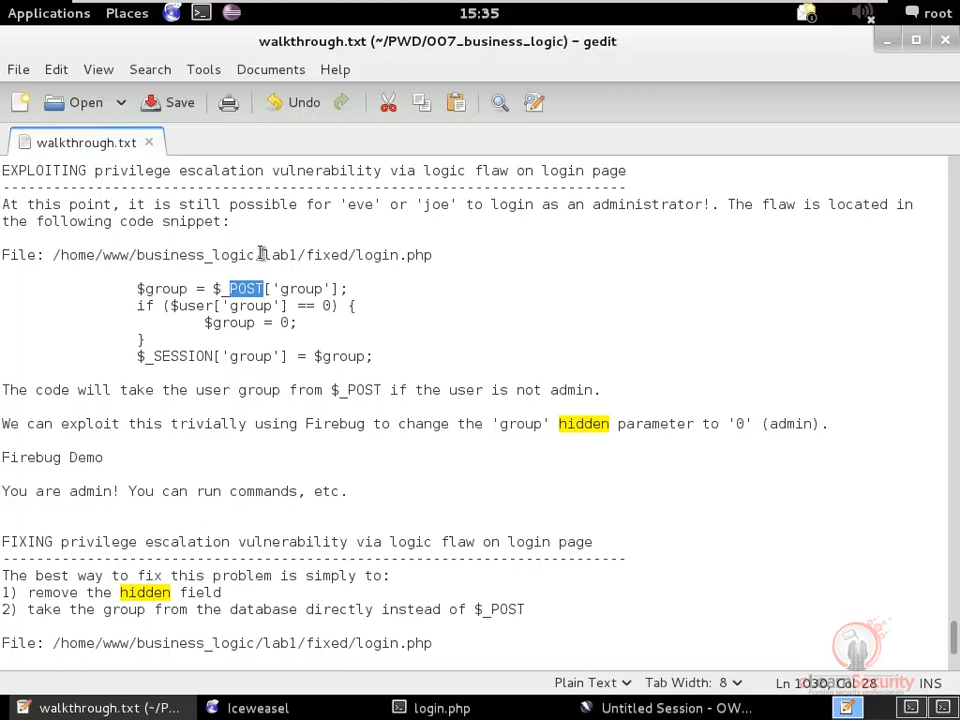 Applications Places 15:35 root
walkthrough.txt (~/PWD/007_business_logic) – gedit
File Edit View Search Tools Documents Help
Open Save Undo
walkthrough.txt
EXPLOITING privilege escalation vulnerability via logic flaw on login page
--------------------------------------------------------------------------
At this point, it is still possible for 'eve' or 'joe' to login as an administrator!. The flaw is located in
the following code snippet:
File: /home/www/business_logic/lab1/fixed/login.php
$group = $_POST['group'];
if ($user['group'] == 0) {
$group = 0;
}
$_SESSION['group'] = $group;
The code will take the user group from $_POST if the user is not admin.
We can exploit this trivially using Firebug to change the 'group' hidden parameter to '0' (admin).
Firebug Demo
You are admin! You can run commands, etc.
FIXING privilege escalation vulnerability via logic flaw on login page
--------------------------------------------------------------------------
The best way to fix this problem is simply to:
1) remove the hidden field
2) take the group from the database directly instead of $_POST
File: /home/www/business_logic/lab1/fixed/login.php
eLearnSecurity
Forging security professionals
Plain Text Tab Width: 8 Ln 1030, Col 28 INS
walkthrough.txt (~/P... Iceweasel login.php Untitled Session - OW...